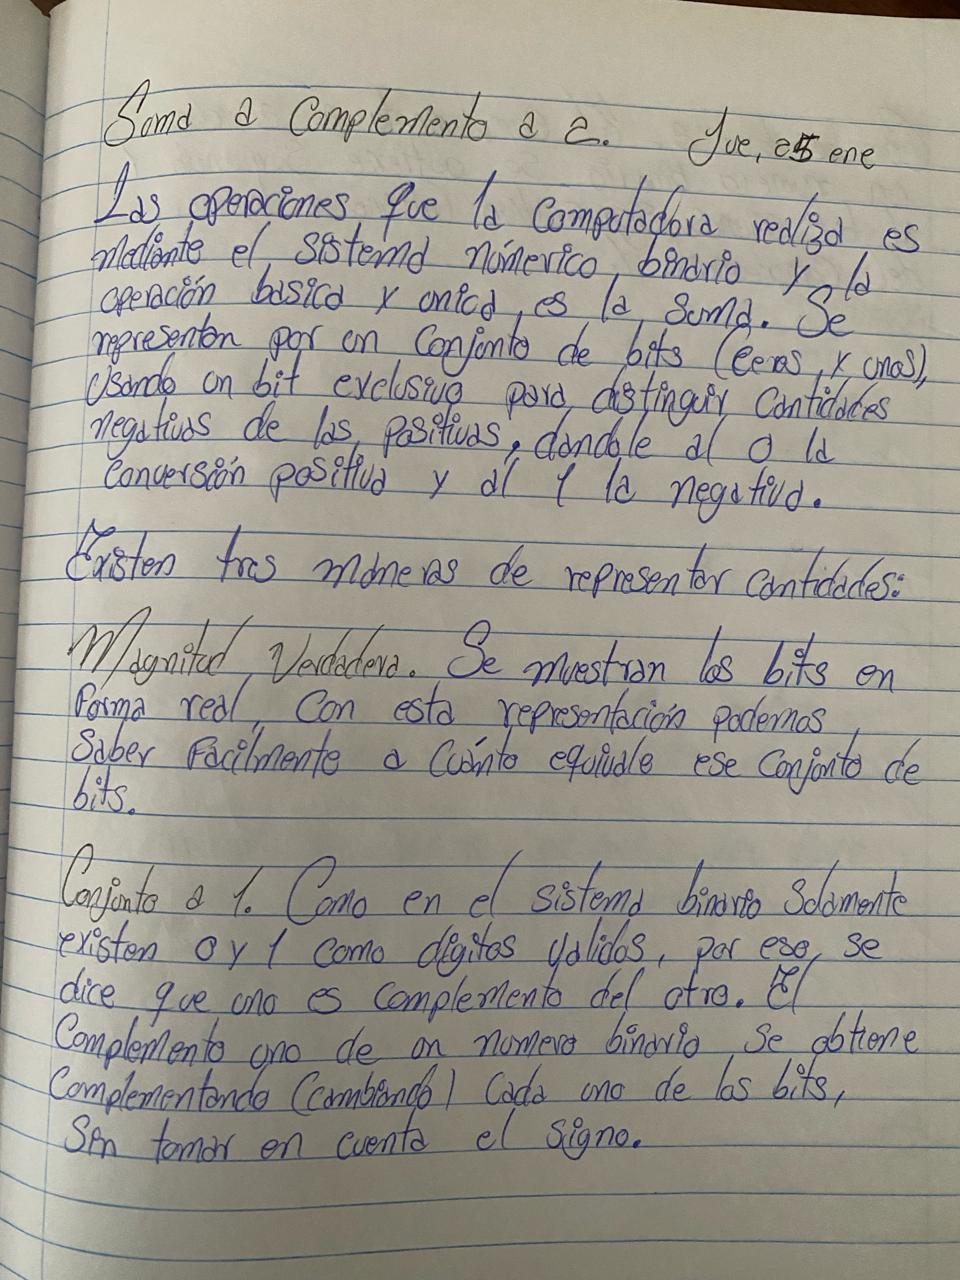 Suma a Complemento a 2. Jue, 25 ene
Las operaciones que la computadora realiza es
mediante el sistema númerico binario y la
operación basica y unica, es la suma. Se
representan por un conjunto de bits (ceros y unos),
usando un bit exclusivo para distinguir cantidades
negativas de las positivas, dandole al 0 la
conversión positiva y al 1 la negativa.
Existen tres maneras de representar cantidades:
Magnitud Verdadera. Se muestran los bits en
forma real, Con esta representación podemos
saber facilmente a cuánto equivale ese conjunto de
bits.
Conjunto a 1. Como en el sistema binario solamente
existen 0 y 1 como digitos validos, por eso, se
dice que uno es complemento del otro. El
Complemento uno de un numero binario se obtiene
Complementando (cambiando) cada uno de los bits,
sin tomar en cuenta el signo.